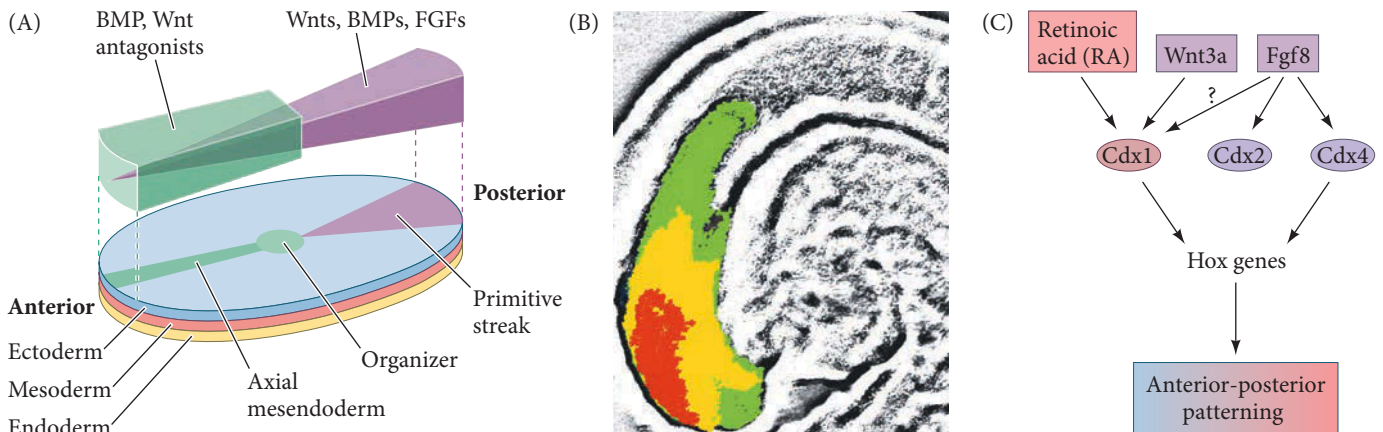 (A)
BMP, Wnt
antagonists
Wnts, BMPs, FGFs
Posterior
Anterior
Ectoderm
Mesoderm
Endoderm
Axial
mesendoderm
Organizer
Primitive
streak
(B)
(C)
Retinoic
acid (RA)
Wnt3a
Fgf8
?
Cdx1
Cdx2
Cdx4
Hox genes
Anterior-posterior
patterning